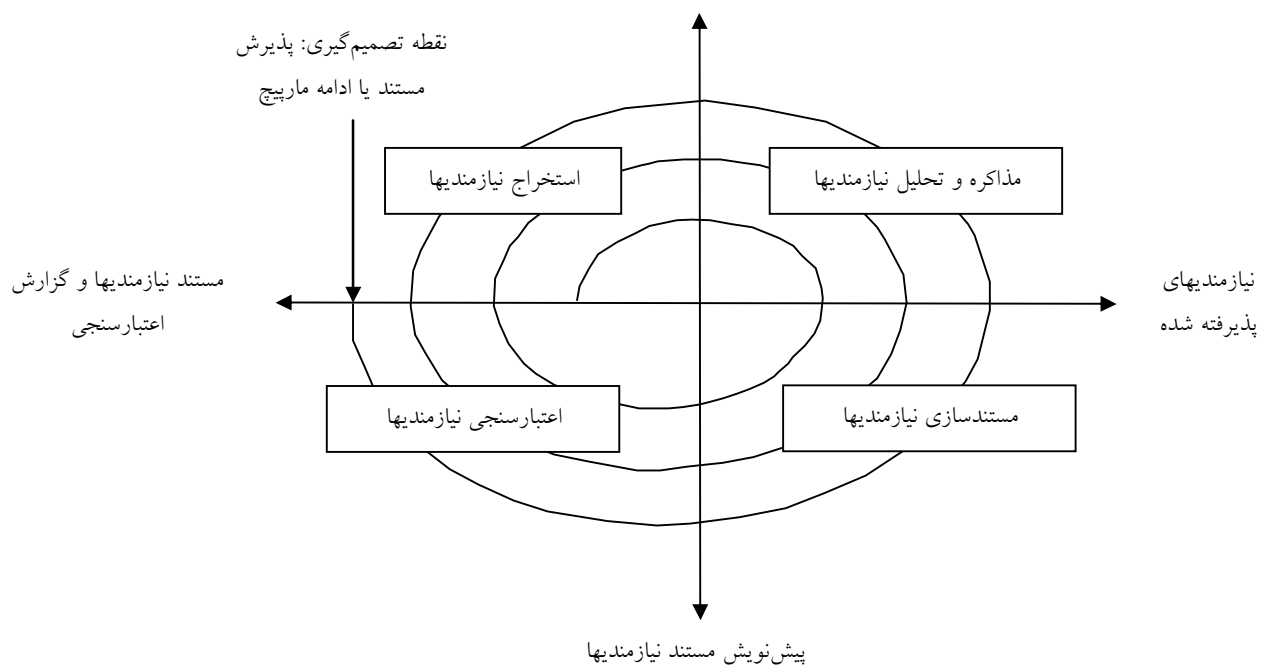 نقطه تصمیم‌گیری: پذیرش
مستند یا ادامه مارپیچ
مذاکره و تحلیل نیازمندیها
استخراج نیازمندیها
نیازمندیهای
پذیرفته شده
مستند نیازمندیها و گزارش
اعتبارسنجی
مستندسازی نیازمندیها
اعتبارسنجی نیازمندیها
پیش‌نویش مستند نیازمندیها